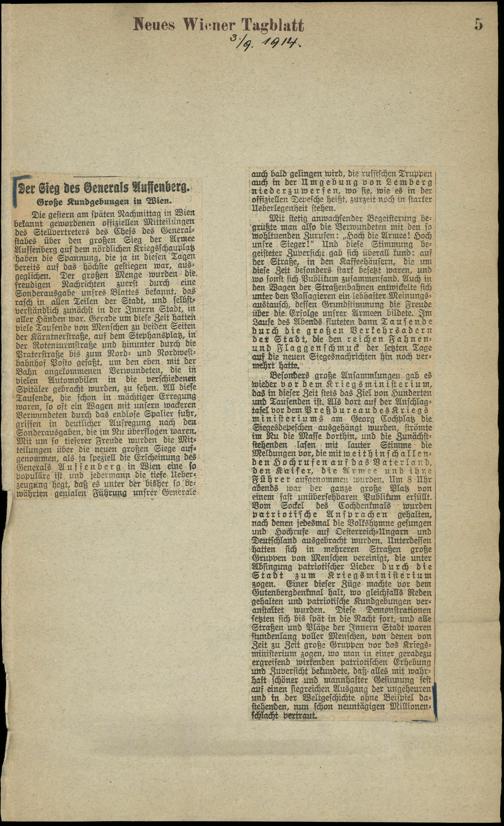 Neues Wiener Tagblatt
5
3./9. 1914.
Der Sieg des Generals Auffenberg.
Große Kundgebungen in Wien.
Die gestern am späten Nachmittag in Wien
bekannt gewordenen offiziellen Mitteilungen
des Stellvertreters des Chefs des General-
stabes über den großen Sieg der Armee
Auffenberg auf dem nördlichen Kriegsschauplatz
haben die Spannung, die ja in diesen Tagen
bereits auf das höchste gestiegen war, aus-
geglichen. Der großen Menge wurden die
freudigen Nachrichten zuerst durch eine
Sonderausgabe unsres Blattes bekannt, das
rasch in allen Teilen der Stadt, und selbst-
verständlich zunächst in der Innern Stadt, in
aller Händen war. Gerade um diese Zeit hatten
viele Tausende von Menschen zu beiden Seiten
der Kärntnerstraße, auf dem Stephansplatz, in
der Rotenturmstraße und hinunter durch die
Praterstraße bis zum Nord- und Nordwest-
bahnhof Posto gefaßt, um den eben mit der
Bahn angekommenen Verwundeten, die in
vielen Automobilen in die verschiedenen
Spitäler gebracht wurden, zu sehen. All diese
Tausende, die schon in mächtiger Erregung
waren, so oft ein Wagen mit unsern wackeren
Verwundeten durch das endlose Spalier fuhr,
griffen in deutlicher Aufregung nach den
Sonderausgaben, die im Nu überflogen waren.
Mit um so tieferer Freude wurden die Mit-
teilungen über die neuen großen Siege auf-
genommen, als ja speziell die Erscheinung des
Generals Auffenberg in Wien eine so
populäre ist und jedermann die tiefe Ueber-
zeugung hegt, daß es unter der bisher so be-
währten genialen Führung unsrer Generale
auch bald gelingen wird, die russischen Truppen
auch in der Umgebung von Lemberg
niederzuwerfen, wo sie, wie es in der
offiziellen Depesche heißt, zurzeit noch in starker
Ueberlegenheit stehen.
Mit stetig anwachsender Begeisterung be-
grüßte man also die Verwundeten mit den so
wohltuenden Zurufen: „Hoch die Armee! Hoch
unsre Sieger!" Und diese Stimmung be-
geisterter Zuversicht gab sich überall kund: auf
der Straße, in den Kaffeehäusern, die um
diese Zeit besonders stark besetzt waren, und
wo sonst sich Publikum zusammenfand. Auch in
den Wagen der Straßenbahnen entwickelte sich
unter den Passagieren ein lebhafter Meinungs-
austausch, dessen Grundstimmung die Freude
über die Erfolge unsrer Armeen bildete. Im
Laufe des Abends fluteten dann Tausende
durch die großen Verkehrsadern
der Stadt, die den reichen Fahnen-
und Flaggenschmuck der letzten Tage
auf die neuen Siegesnachrichten hin noch ver-
mehrt hatte.
Besonders große Ansammlungen gab es
wieder vor dem Kriegsministerium,
das in dieser Zeit stets das Ziel von Hunderten
und Tausenden ist. Als dort auf der Anschlag-
tafel vor dem Preßbureau des Kriegs
ministeriums am Georg Cochplatz die
Siegesdepeschen ausgehängt wurden, strömte
im Nu die Masse dorthin, und die Zunächst-
stehenden lasen mit lauter Stimme die
Meldungen vor, die mit weithinschallen-
den Hochrufen auf das Vaterland,
den Kaiser, die Armee und ihre
Führer aufgenommen wurden. Um 8 Uhr
abends war der ganze große Platz von
einem fast unübersehbaren Publikum erfüllt.
Vom Sockel des Cochdenkmals wurden
patriotische Ansprachen gehalten,
nach denen jedesmal die Volkshymne gesungen
und Hochrufe auf Oesterreich-Ungarn und
Deutschland ausgebracht wurden. Unterdessen
hatten sich in mehreren Straßen große
Gruppen von Menschen vereinigt, die unter
Absingung patriotischer Lieder durch die
Stadt zum Kriegsministerium
zogen. Einer dieser Züge machte vor dem
Gutenbergdenkmal halt, wo gleichfalls Reden
gehalten und patriotische Kundgebungen ver-
anstaltet wurden. Diese Demonstrationen
setzten sich bis spät in die Nacht fort, und alle
Straßen und Plätze der Innern Stadt waren
stundenlang voller Menschen, von denen von
Zeit zu Zeit große Gruppen vor das Kriegs-
ministerium zogen, wo man in einer geradezu
ergreifend wirkenden patriotischen Erhebung
und Zuversicht bekundete, daß alles mit wahr-
haft schöner und mannhafter Gesinnung fest
auf einen siegreichen Ausgang der ungeheuren
und in der Weltgeschichte ohne Beispiel da-
stehenden, nun schon neuntägigen Millionen-
schlacht vertraut.